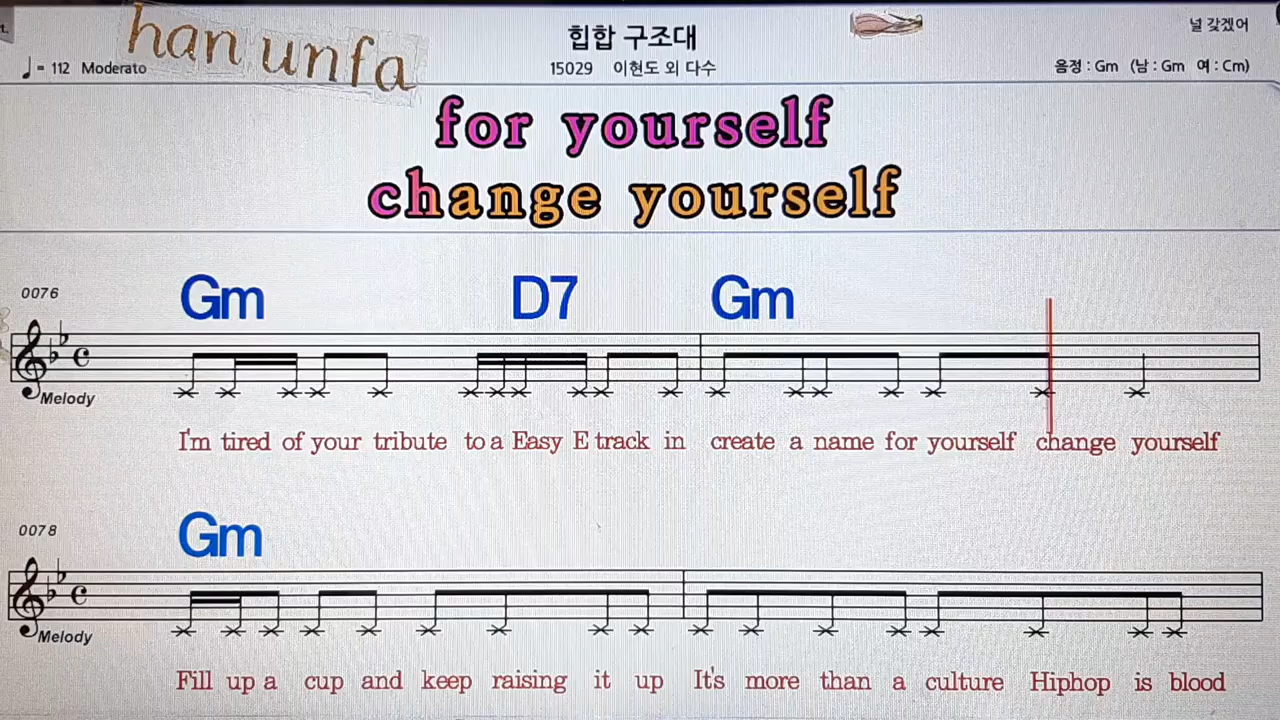 han unfa
힙합 구조대
널 갖겠어
♩= 112 Moderato
15029 이현도 외 다수
음정 : Gm (남 : Gm 여 : Cm)
for yourself
change yourself
0076
Gm D7 Gm
Melody
I'm tired of your tribute to a Easy E track in create a name for yourself change yourself
0078
Gm
Melody
Fill up a cup and keep raising it up It's more than a culture Hiphop is blood